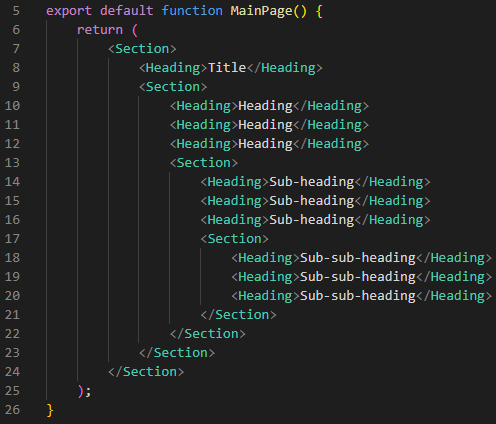 5 export default function MainPage() {
6     return (
7         <Section>
8             <Heading>Title</Heading>
9             <Section>
10                 <Heading>Heading</Heading>
11                 <Heading>Heading</Heading>
12                 <Heading>Heading</Heading>
13                 <Section>
14                     <Heading>Sub-heading</Heading>
15                     <Heading>Sub-heading</Heading>
16                     <Heading>Sub-heading</Heading>
17                     <Section>
18                         <Heading>Sub-sub-heading</Heading>
19                         <Heading>Sub-sub-heading</Heading>
20                         <Heading>Sub-sub-heading</Heading>
21                     </Section>
22                 </Section>
23             </Section>
24         </Section>
25     );
26 }